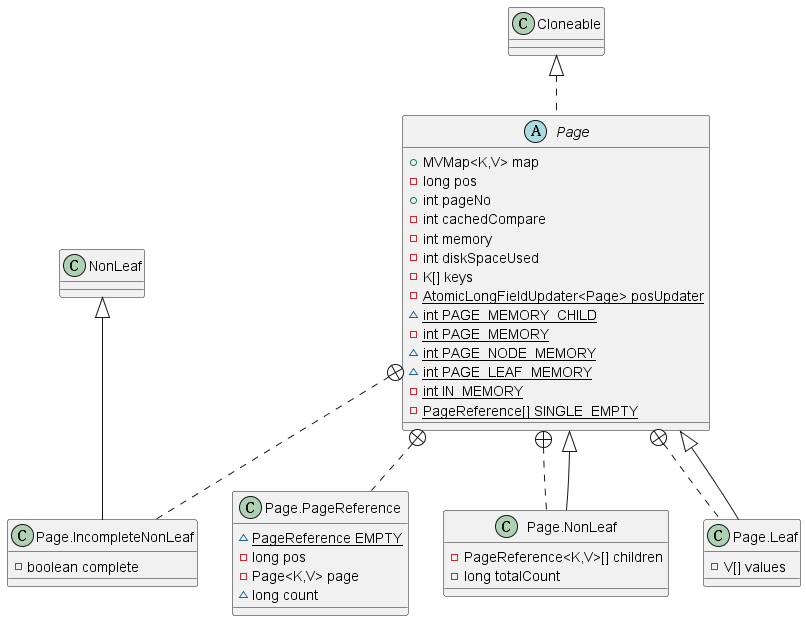 C Cloneable
A Page
MVMap<K,V> map
long pos
int pageNo
int cachedCompare
int memory
int diskSpaceUsed
K[] keys
AtomicLongFieldUpdater<Page> posUpdater
int PAGE_MEMORY_CHILD
int PAGE_MEMORY
int PAGE_NODE_MEMORY
int PAGE_LEAF_MEMORY
int IN_MEMORY
PageReference[] SINGLE_EMPTY
C NonLeaf
C Page.IncompleteNonLeaf
boolean complete
C Page.PageReference
PageReference EMPTY
long pos
Page<K,V> page
long count
C Page.NonLeaf
PageReference<K,V>[] children
long totalCount
C Page.Leaf
V[] values